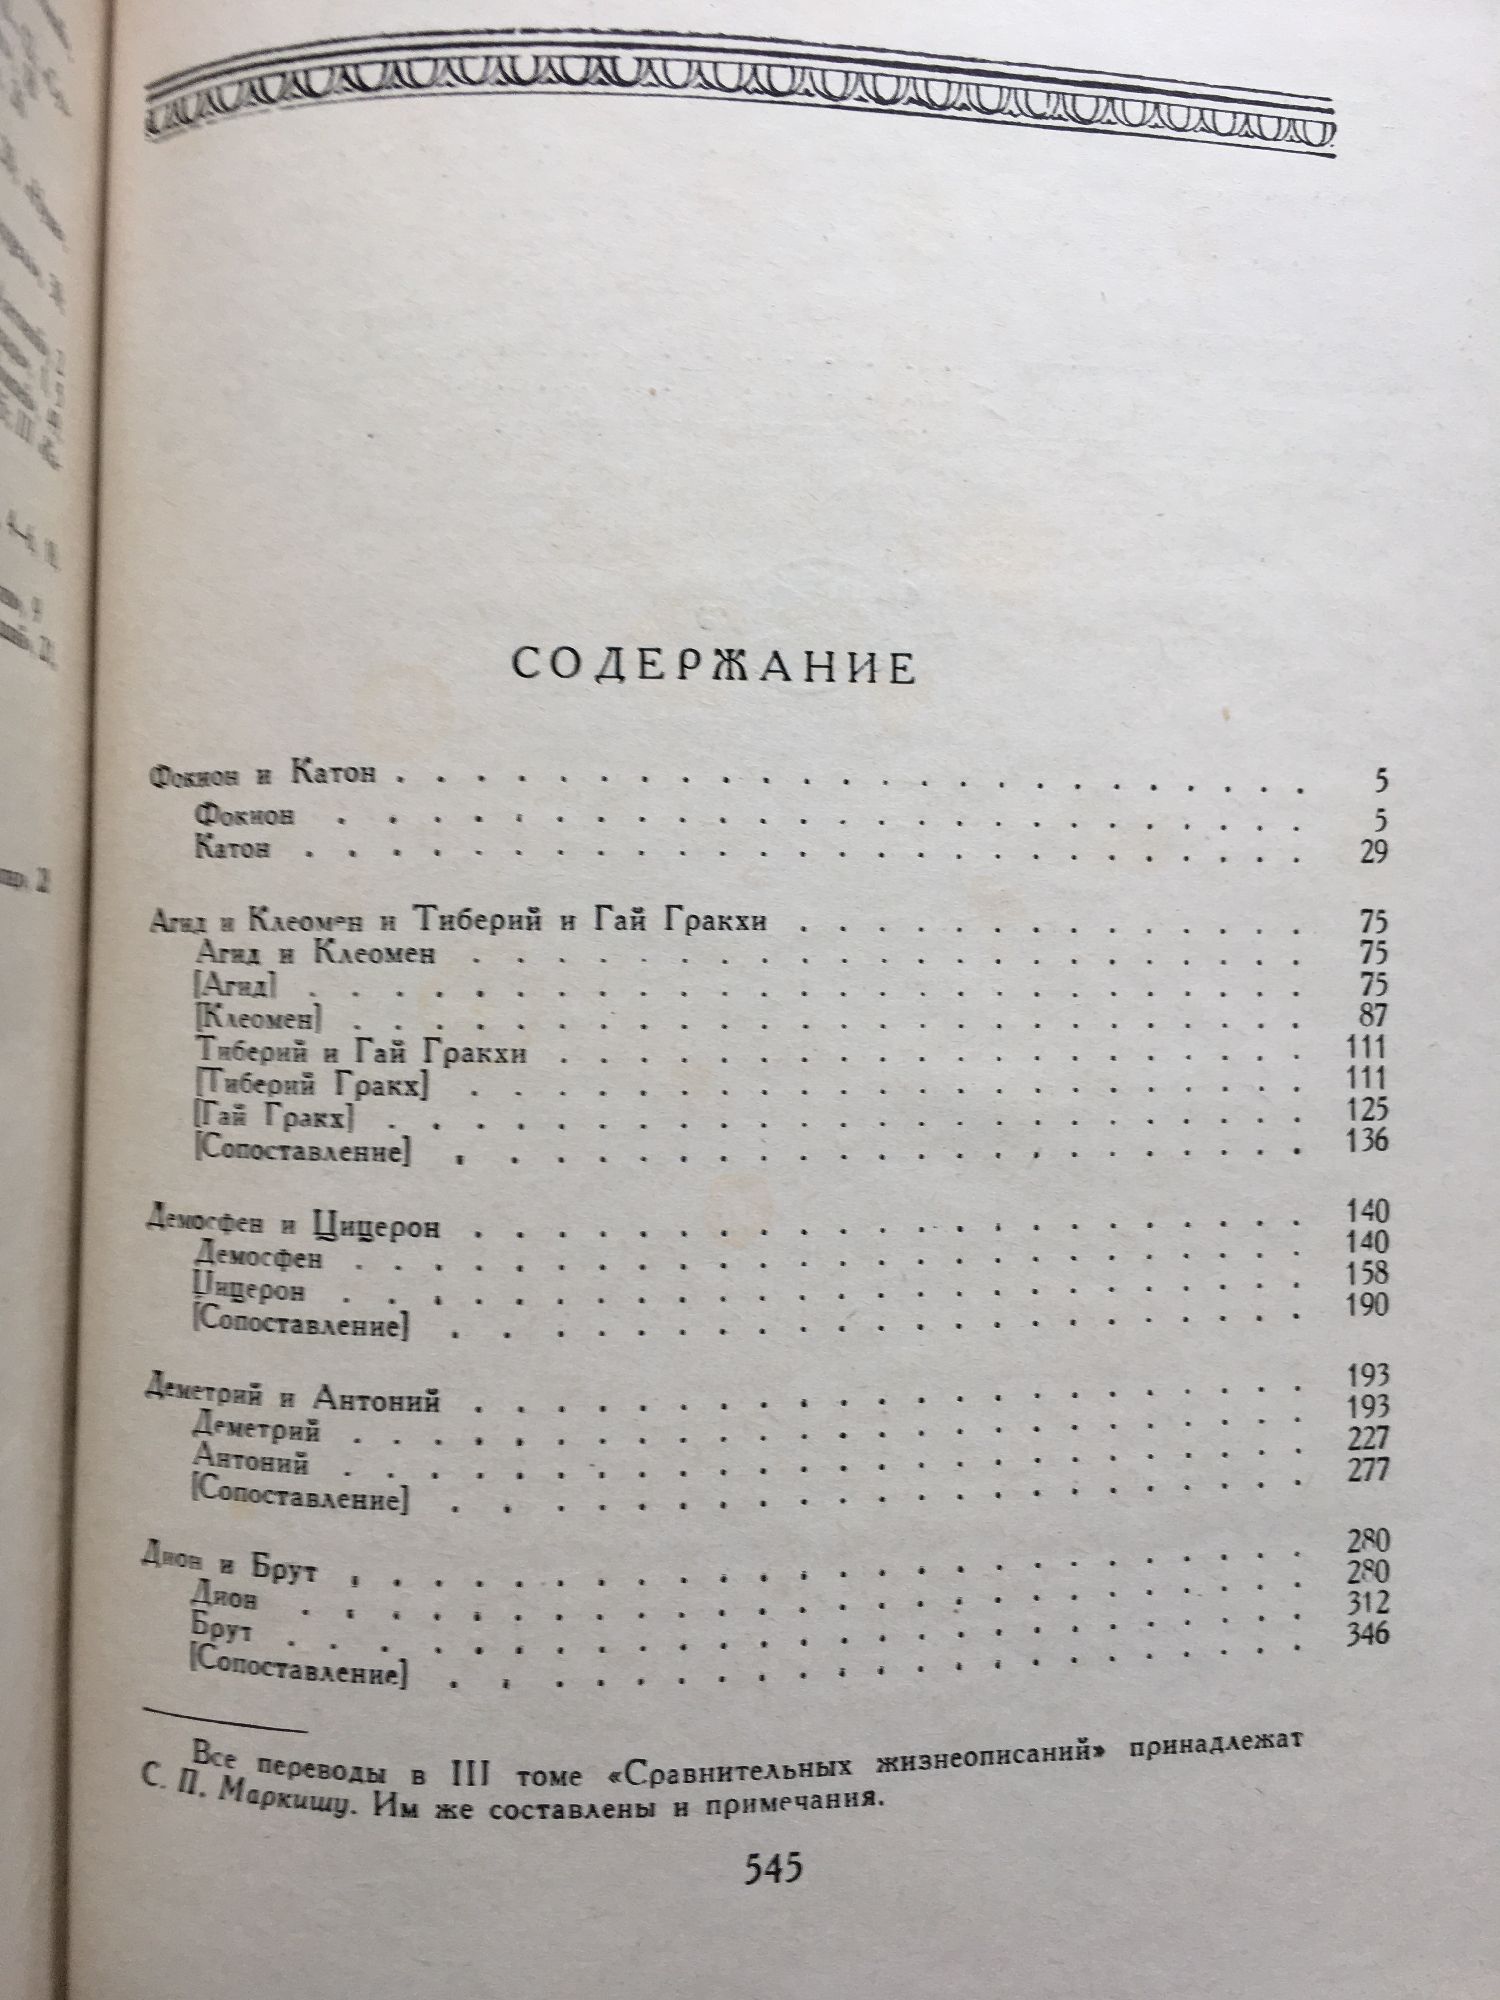 СОДЕРЖАНИЕ
Фокион и Катон . . . . . . . . . . . . . . . . . . . . . . 5
Фокион . . . . . . . . . . . . . . . . . . . . . . 5
Катон . . . . . . . . . . . . . . . . . . . . . . 29
Агид и Клеомен и Тиберий и Гай Гракхи . . . . . . . . . . . . 75
Агид и Клеомен . . . . . . . . . . . . . . . . . . . . 75
[Агид] . . . . . . . . . . . . . . . . . . . . . . 75
[Клеомен] . . . . . . . . . . . . . . . . . . . . . . 87
Тиберий и Гай Гракхи . . . . . . . . . . . . . . . . . . 111
[Тиберий Гракх] . . . . . . . . . . . . . . . . . . . . 111
[Гай Гракх] . . . . . . . . . . . . . . . . . . . . . . 125
[Сопоставление] . . . . . . . . . . . . . . . . . . . . 136
Демосфен и Цицерон . . . . . . . . . . . . . . . . . . . . 140
Демосфен . . . . . . . . . . . . . . . . . . . . . . 140
Цицерон . . . . . . . . . . . . . . . . . . . . . . 158
[Сопоставление] . . . . . . . . . . . . . . . . . . . . 190
Деметрий и Антоний . . . . . . . . . . . . . . . . . . . . 193
Деметрий . . . . . . . . . . . . . . . . . . . . . . 193
Антоний . . . . . . . . . . . . . . . . . . . . . . 227
[Сопоставление] . . . . . . . . . . . . . . . . . . . . 277
Дион и Брут . . . . . . . . . . . . . . . . . . . . . . 280
Дион . . . . . . . . . . . . . . . . . . . . . . 280
Брут . . . . . . . . . . . . . . . . . . . . . . 312
[Сопоставление] . . . . . . . . . . . . . . . . . . . . 346
Все переводы в III томе «Сравнительных жизнеописаний» принадлежат
С. П. Маркишу. Им же составлены и примечания.
545